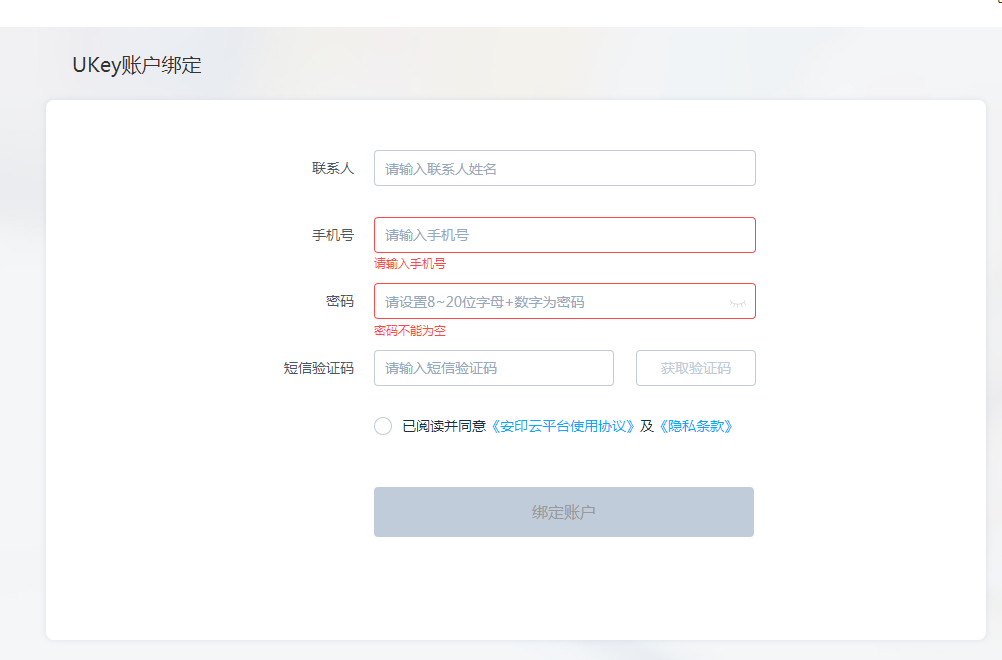 UKey账户绑定
联系人 请输入联系人姓名
手机号 请输入手机号
请输入手机号
密码 请设置8~20位字母+数字为密码
密码不能为空
短信验证码 请输入短信验证码 获取验证码
已阅读并同意《安印云平台使用协议》及《隐私条款》
绑定账户